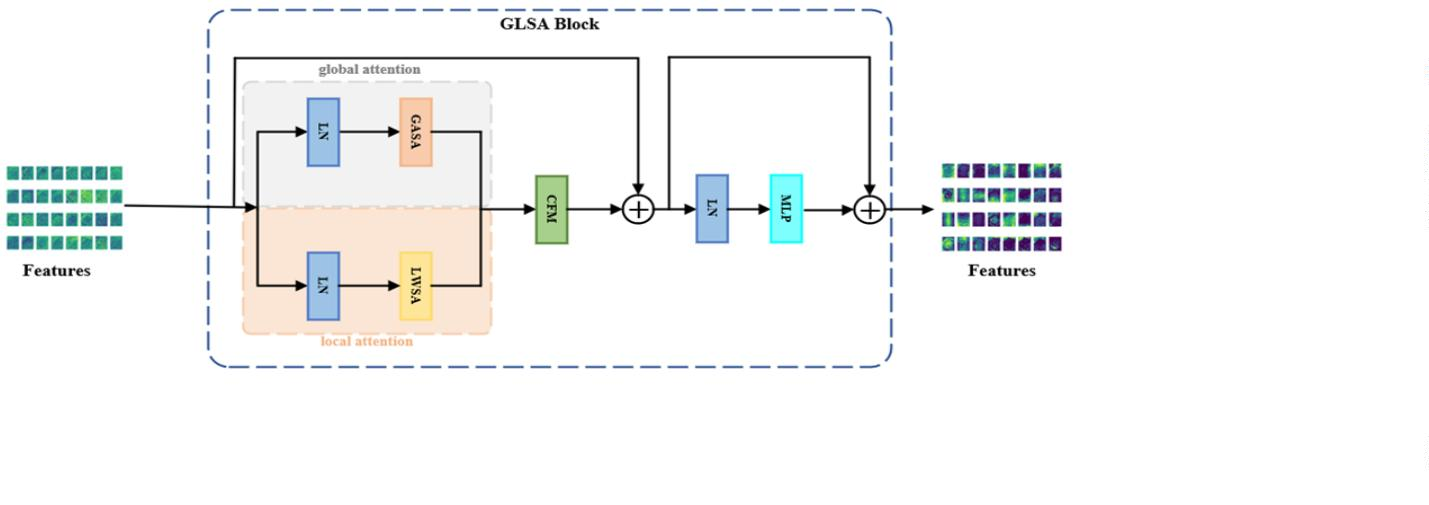 GLSA Block
global attention
LN
GASA
CFM
LN
MLP
LN
LWSA
local attention
Features
Features